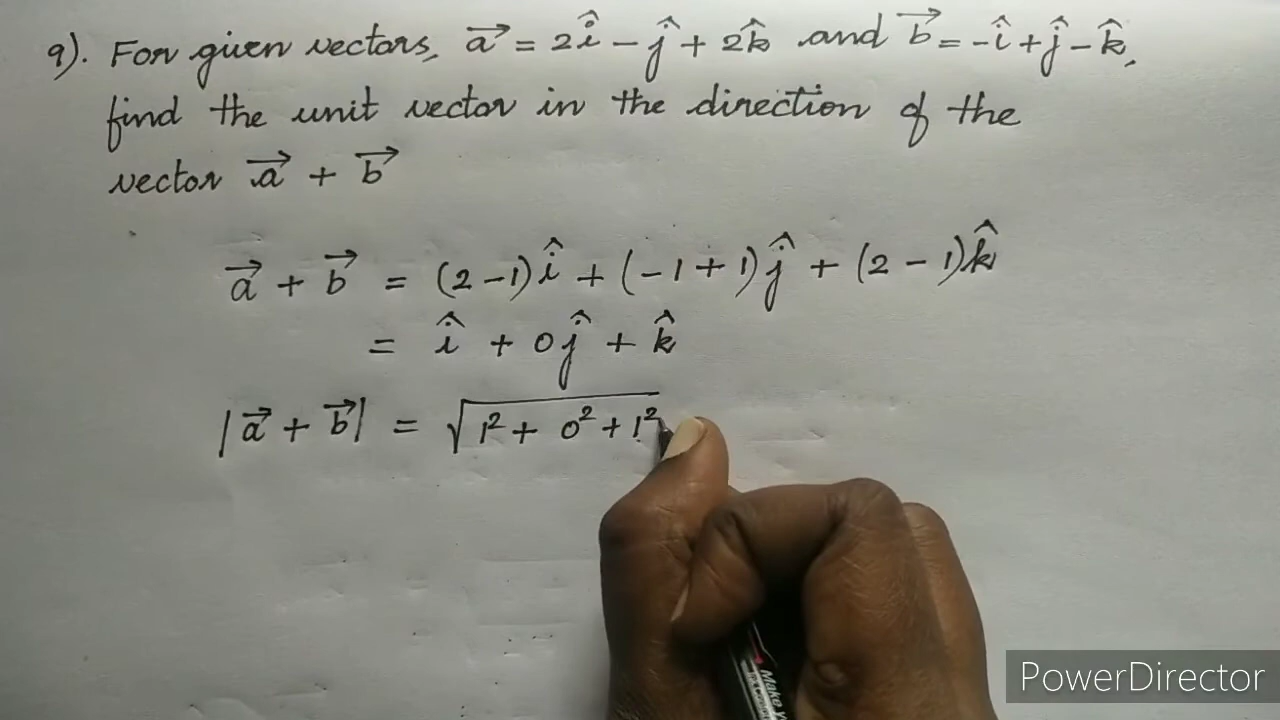 9). For given vectors, a⃗ = 2î - ĵ + 2k̂ and b⃗ = -î + ĵ - k̂,
find the unit vector in the direction of the
vector a⃗ + b⃗
a⃗ + b⃗ = (2-1)î + (-1+1)ĵ + (2-1)k̂
= î + 0ĵ + k̂
|a⃗ + b⃗| = √1² + 0² + 1²
Make
PowerDirector